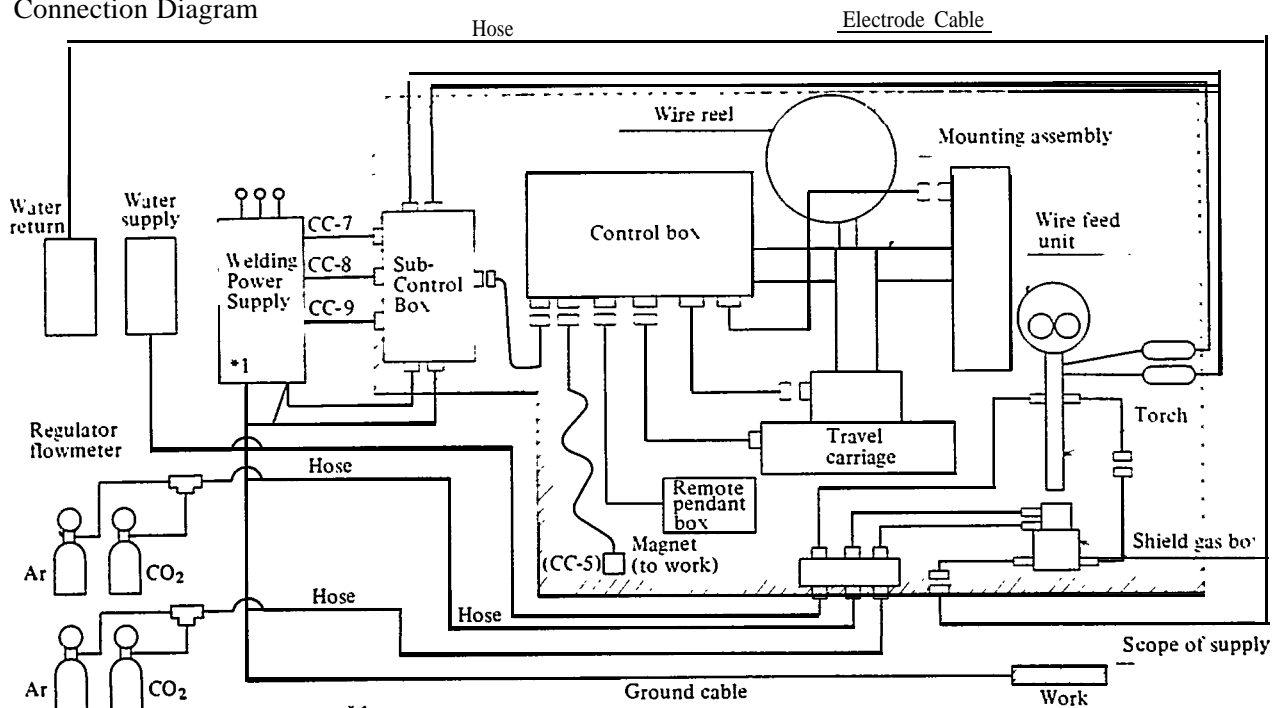 Connection Diagram
Hose
Electrode Cable
Wire reel
Mounting assembly
Water
return
Water
supply
CC-7
CC-8
CC-9
Welding
Power
Supply
*1
Sub-
Control
Box
Control box
Wire feed
unit
Regulator
flowmeter
Hose
Travel
carriage
Torch
Remote
pendant
box
Ar
CO2
(CC-5)
Magnet
(to work)
Shield gas bo
Hose
Hose
Scope of supply
Ar
CO2
Ground cable
Work